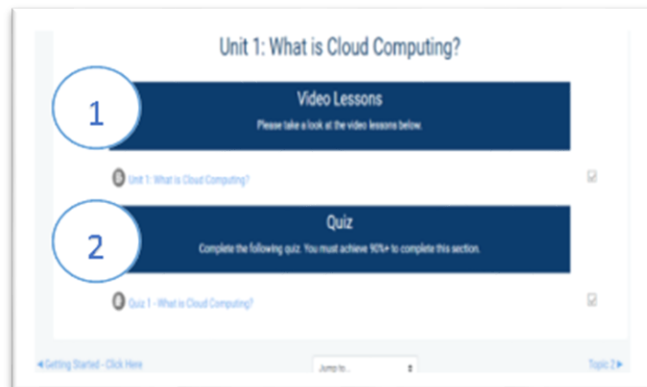 Unit 1: What is Cloud Computing?
1
Video Lessons
Please take a look at the video lessons below.
Unit 1: What is Cloud Computing?
2
Quiz
Complete the following quiz. You must achieve 90%+ to complete this section.
Quiz 1 - What is Cloud Computing?
◀ Getting Started - Click Here
Jump to...
Topic 2 ▶